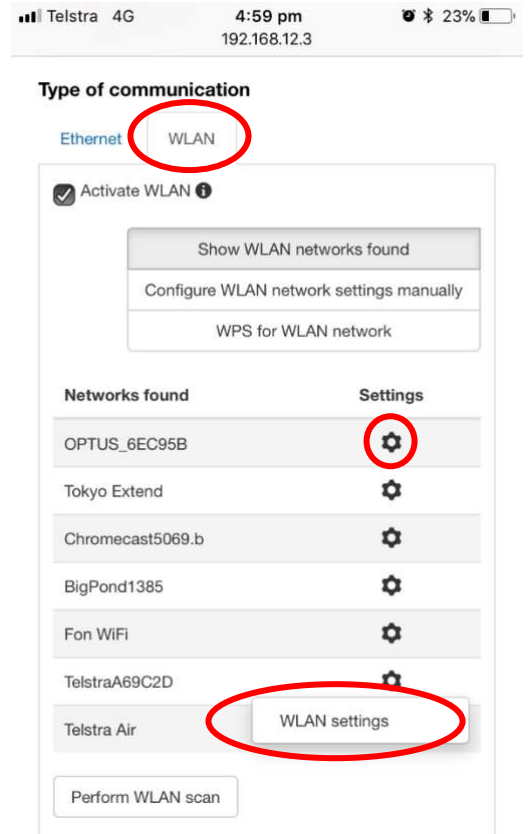 Telstra 4G 4:59 pm 23%
192.168.12.3
Type of communication
Ethernet WLAN
Activate WLAN
Show WLAN networks found
Configure WLAN network settings manually
WPS for WLAN network
Networks found Settings
OPTUS_6EC95B
Tokyo Extend
Chromecast5069.b
BigPond1385
Fon WiFi
TelstraA69C2D
Telstra Air WLAN settings
Perform WLAN scan